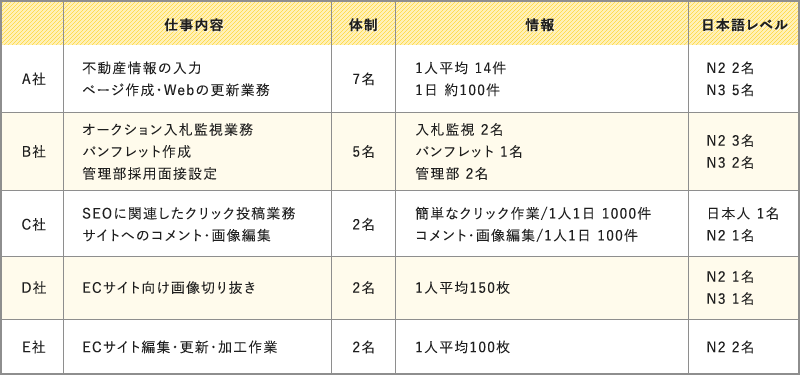 仕事内容 体制 情報 日本語レベル
A社
不動産情報の入力
ページ作成・Webの更新業務
7名
1人平均 14件
1日 約100件
N2 2名
N3 5名
B社
オークション入札監視業務
パンフレット作成
管理部採用面接設定
5名
入札監視 2名
パンフレット 1名
管理部 2名
N2 3名
N3 2名
C社
SEOに関連したクリック投稿業務
サイトへのコメント・画像編集
2名
簡単なクリック作業/1人1日 1000件
コメント・画像編集/1人1日 100件
日本人 1名
N2 1名
D社
ECサイト向け画像切り抜き
2名
1人平均150枚
N2 1名
N3 1名
E社
ECサイト編集・更新・加工作業
2名
1人平均100枚
N2 2名